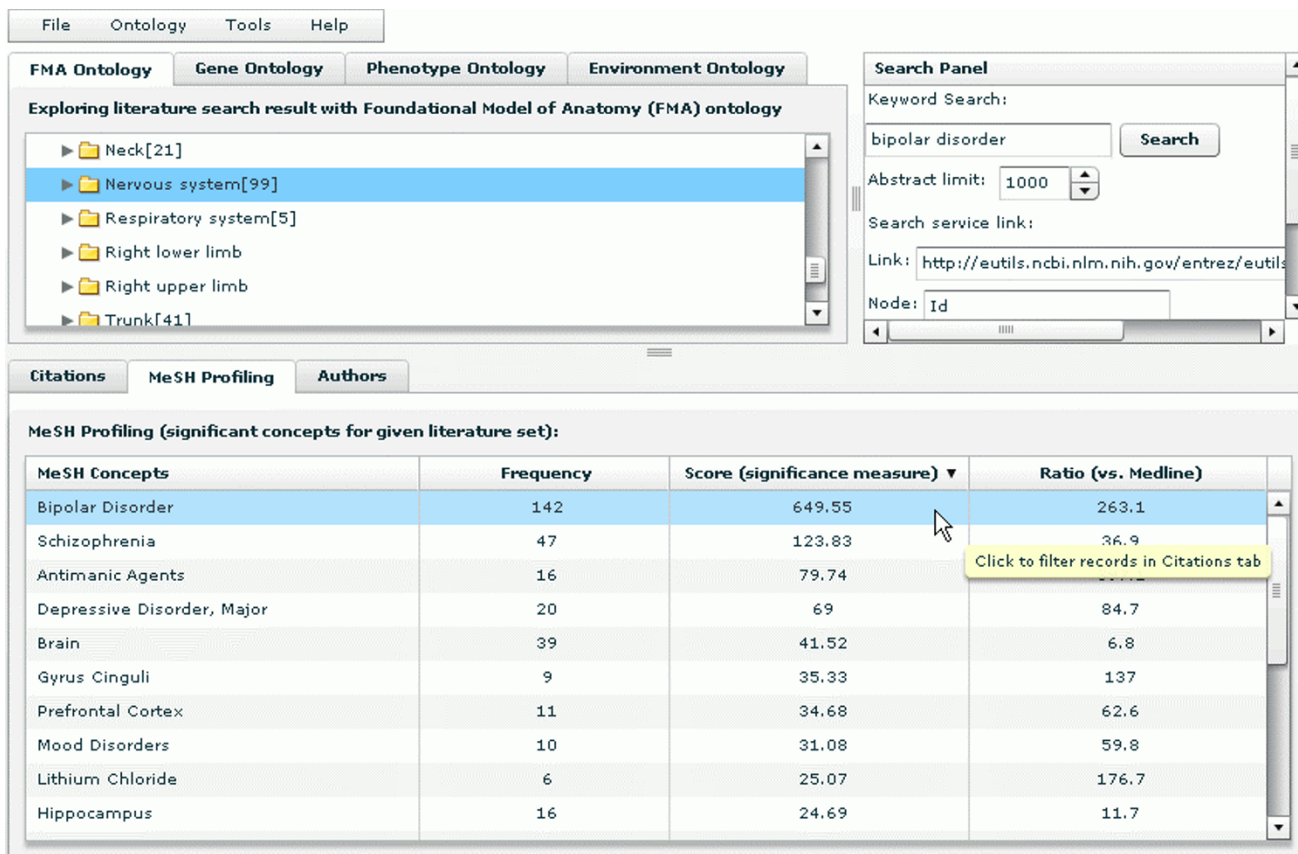 File Ontology Tools Help
FMA Ontology Gene Ontology Phenotype Ontology Environment Ontology
Exploring literature search result with Foundational Model of Anatomy (FMA) ontology
Neck[21]
Nervous system[99]
Respiratory system[5]
Right lower limb
Right upper limb
Trunk[41]
Search Panel
Keyword Search:
bipolar disorder Search
Abstract limit: 1000
Search service link:
Link: http://eutils.ncbi.nlm.nih.gov/entrez/eutils
Node: Id
Citations MeSH Profiling Authors
MeSH Profiling (significant concepts for given literature set):
MeSH Concepts Frequency Score (significance measure) ▼ Ratio (vs. Medline)
Bipolar Disorder 142 649.55 263.1
Schizophrenia 47 123.83 36.9
Click to filter records in Citations tab
Antimanic Agents 16 79.74
Depressive Disorder, Major 20 69 84.7
Brain 39 41.52 6.8
Gyrus Cinguli 9 35.33 137
Prefrontal Cortex 11 34.68 62.6
Mood Disorders 10 31.08 59.8
Lithium Chloride 6 25.07 176.7
Hippocampus 16 24.69 11.7